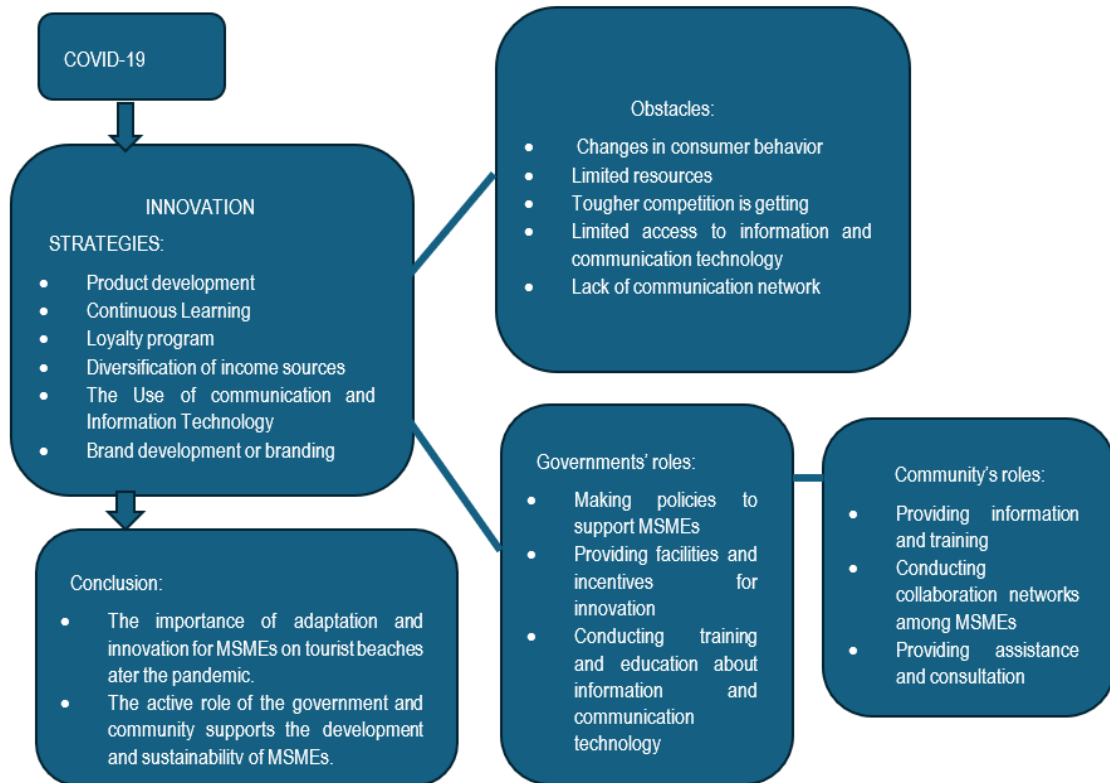 COVID-19
INNOVATION
STRATEGIES:
• Product development
• Continuous Learning
• Loyalty program
• Diversification of income sources
• The Use of communication and
Information Technology
• Brand development or branding
Obstacles:
• Changes in consumer behavior
• Limited resources
• Tougher competition is getting
• Limited access to information and
communication technology
• Lack of communication network
Governments' roles:
• Making policies to
support MSMEs
• Providing facilities and
incentives for
innovation
• Conducting training
and education about
information and
communication
technology
Community's roles:
• Providing information
and training
• Conducting
collaboration networks
among MSMEs
• Providing assistance
and consultation
Conclusion:
• The importance of adaptation and
innovation for MSMEs on tourist beaches
ater the pandemic.
• The active role of the government and
community supports the development
and sustainability of MSMEs.